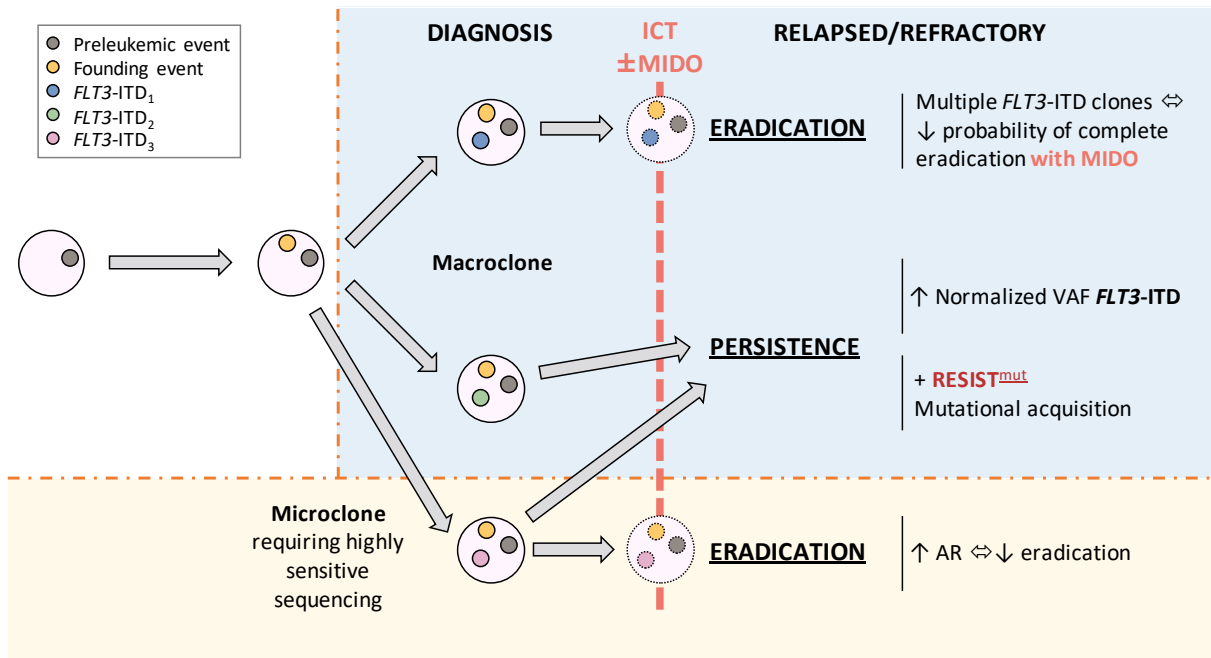 Preleukemic event
Founding event
FLT3-ITD₁
FLT3-ITD₂
FLT3-ITD₃
DIAGNOSIS
ICT
±MIDO
RELAPSED/REFRACTORY
ERADICATION
Multiple FLT3-ITD clones ⬄
↓ probability of complete
eradication with MIDO
Macroclone
PERSISTENCE
↑ Normalized VAF FLT3-ITD
+ RESISTᵐᵘᵗ
Mutational acquisition
Microclone
requiring highly
sensitive
sequencing
ERADICATION
↑ AR ⬄↓ eradication